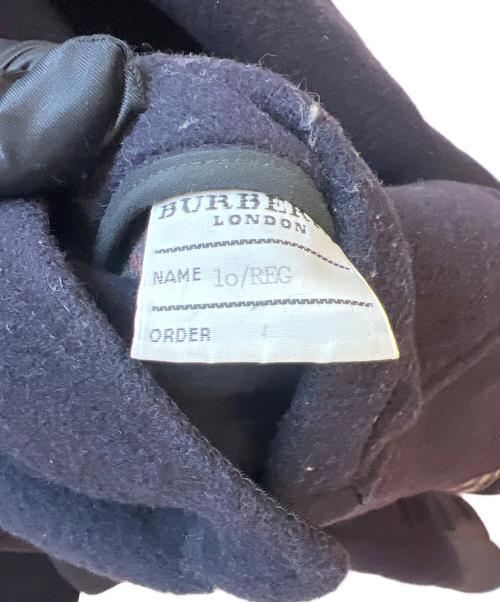 BURBER
LONDON
NAME 10/REG
ORDER